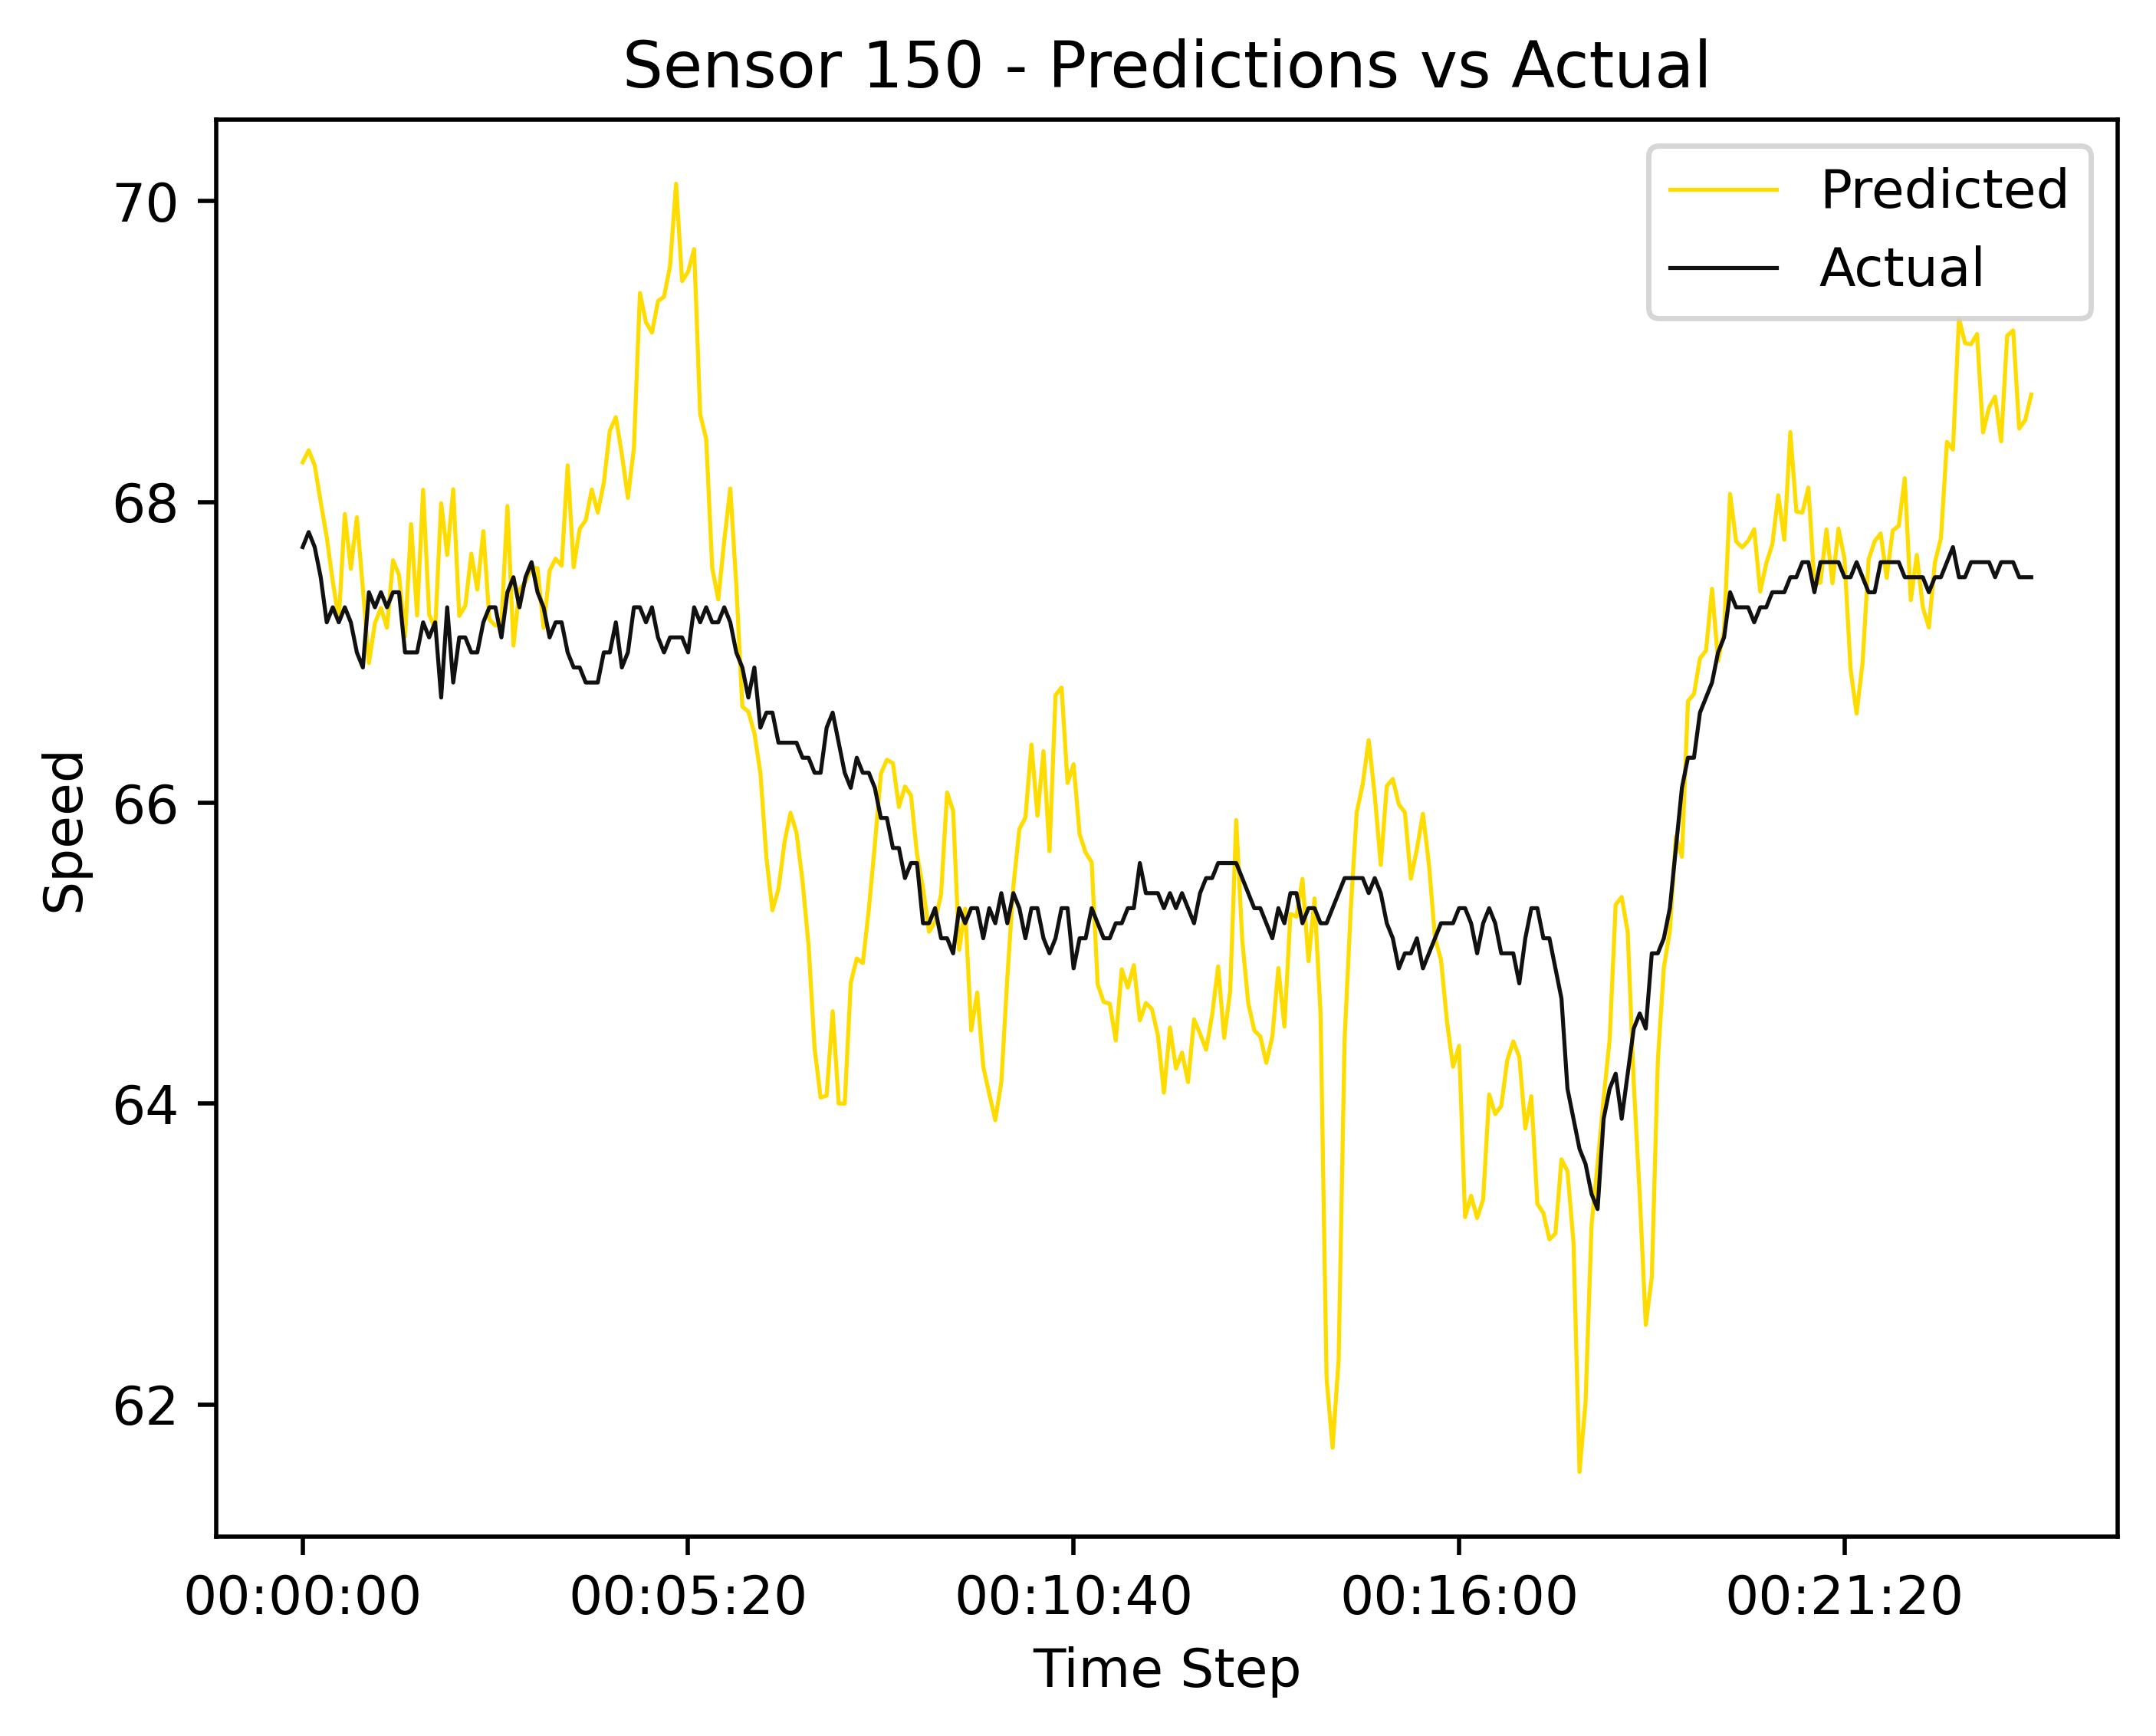 Sensor 150 - Predictions vs Actual
Predicted
Actual
70
68
66
64
62
Speed
00:00:00 00:05:20 00:10:40 00:16:00 00:21:20
Time Step